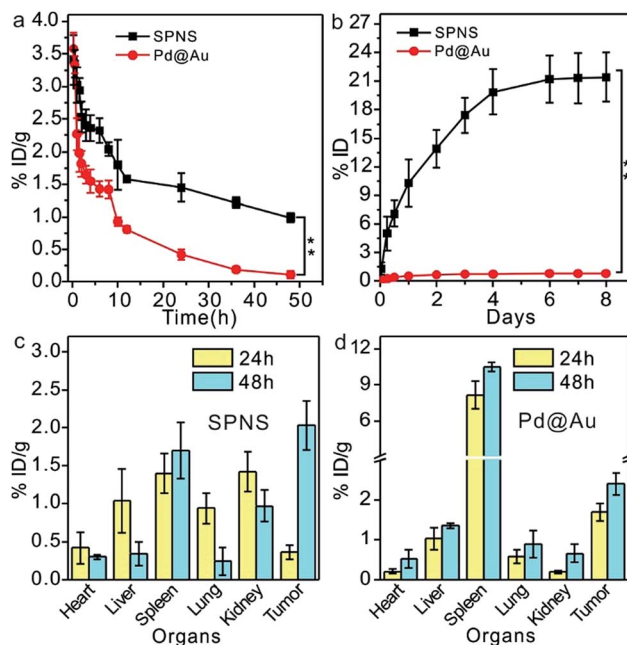 a
SPNS
Pd@Au
% ID/g
4.0
3.5
3.0
2.5
2.0
1.5
1.0
0.5
0.0
0 10 20 30 40 50
Time(h)
**
b
SPNS
Pd@Au
% ID
27
24
21
18
15
12
9
6
3
0
0 2 4 6 8
Days
**
c
24h
48h
SPNS
% ID/g
3.0
2.5
2.0
1.5
1.0
0.5
0.0
Heart Liver Spleen Lung Kidney Tumor
Organs
d
24h
48h
Pd@Au
% ID/g
12
9
6
2
1
0
Heart Liver Spleen Lung Kidney Tumor
Organs